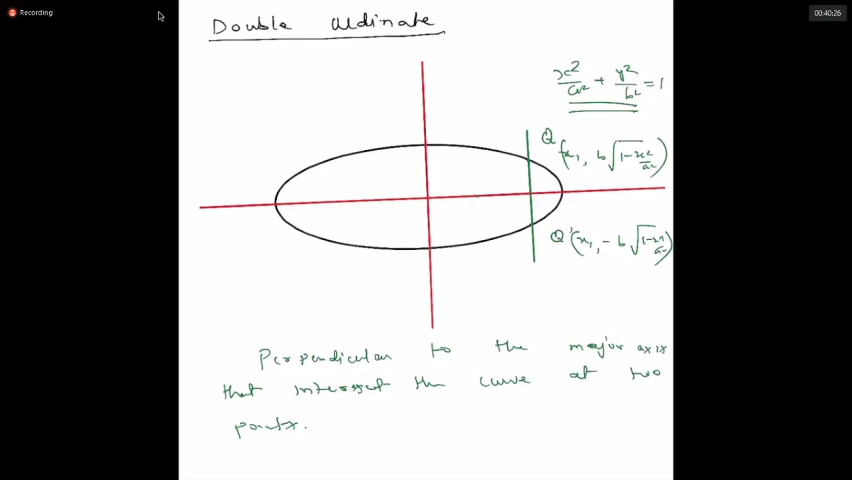 Recording
00:40:26
Double ordinate
x²/a² + y²/b² = 1
Q
(x₁, b√(1-x₁²/a²))
Q'(x₁, -b√(1-x₁²/a²))
Perpendicular to the major axis
that intersect the curve at two
points.